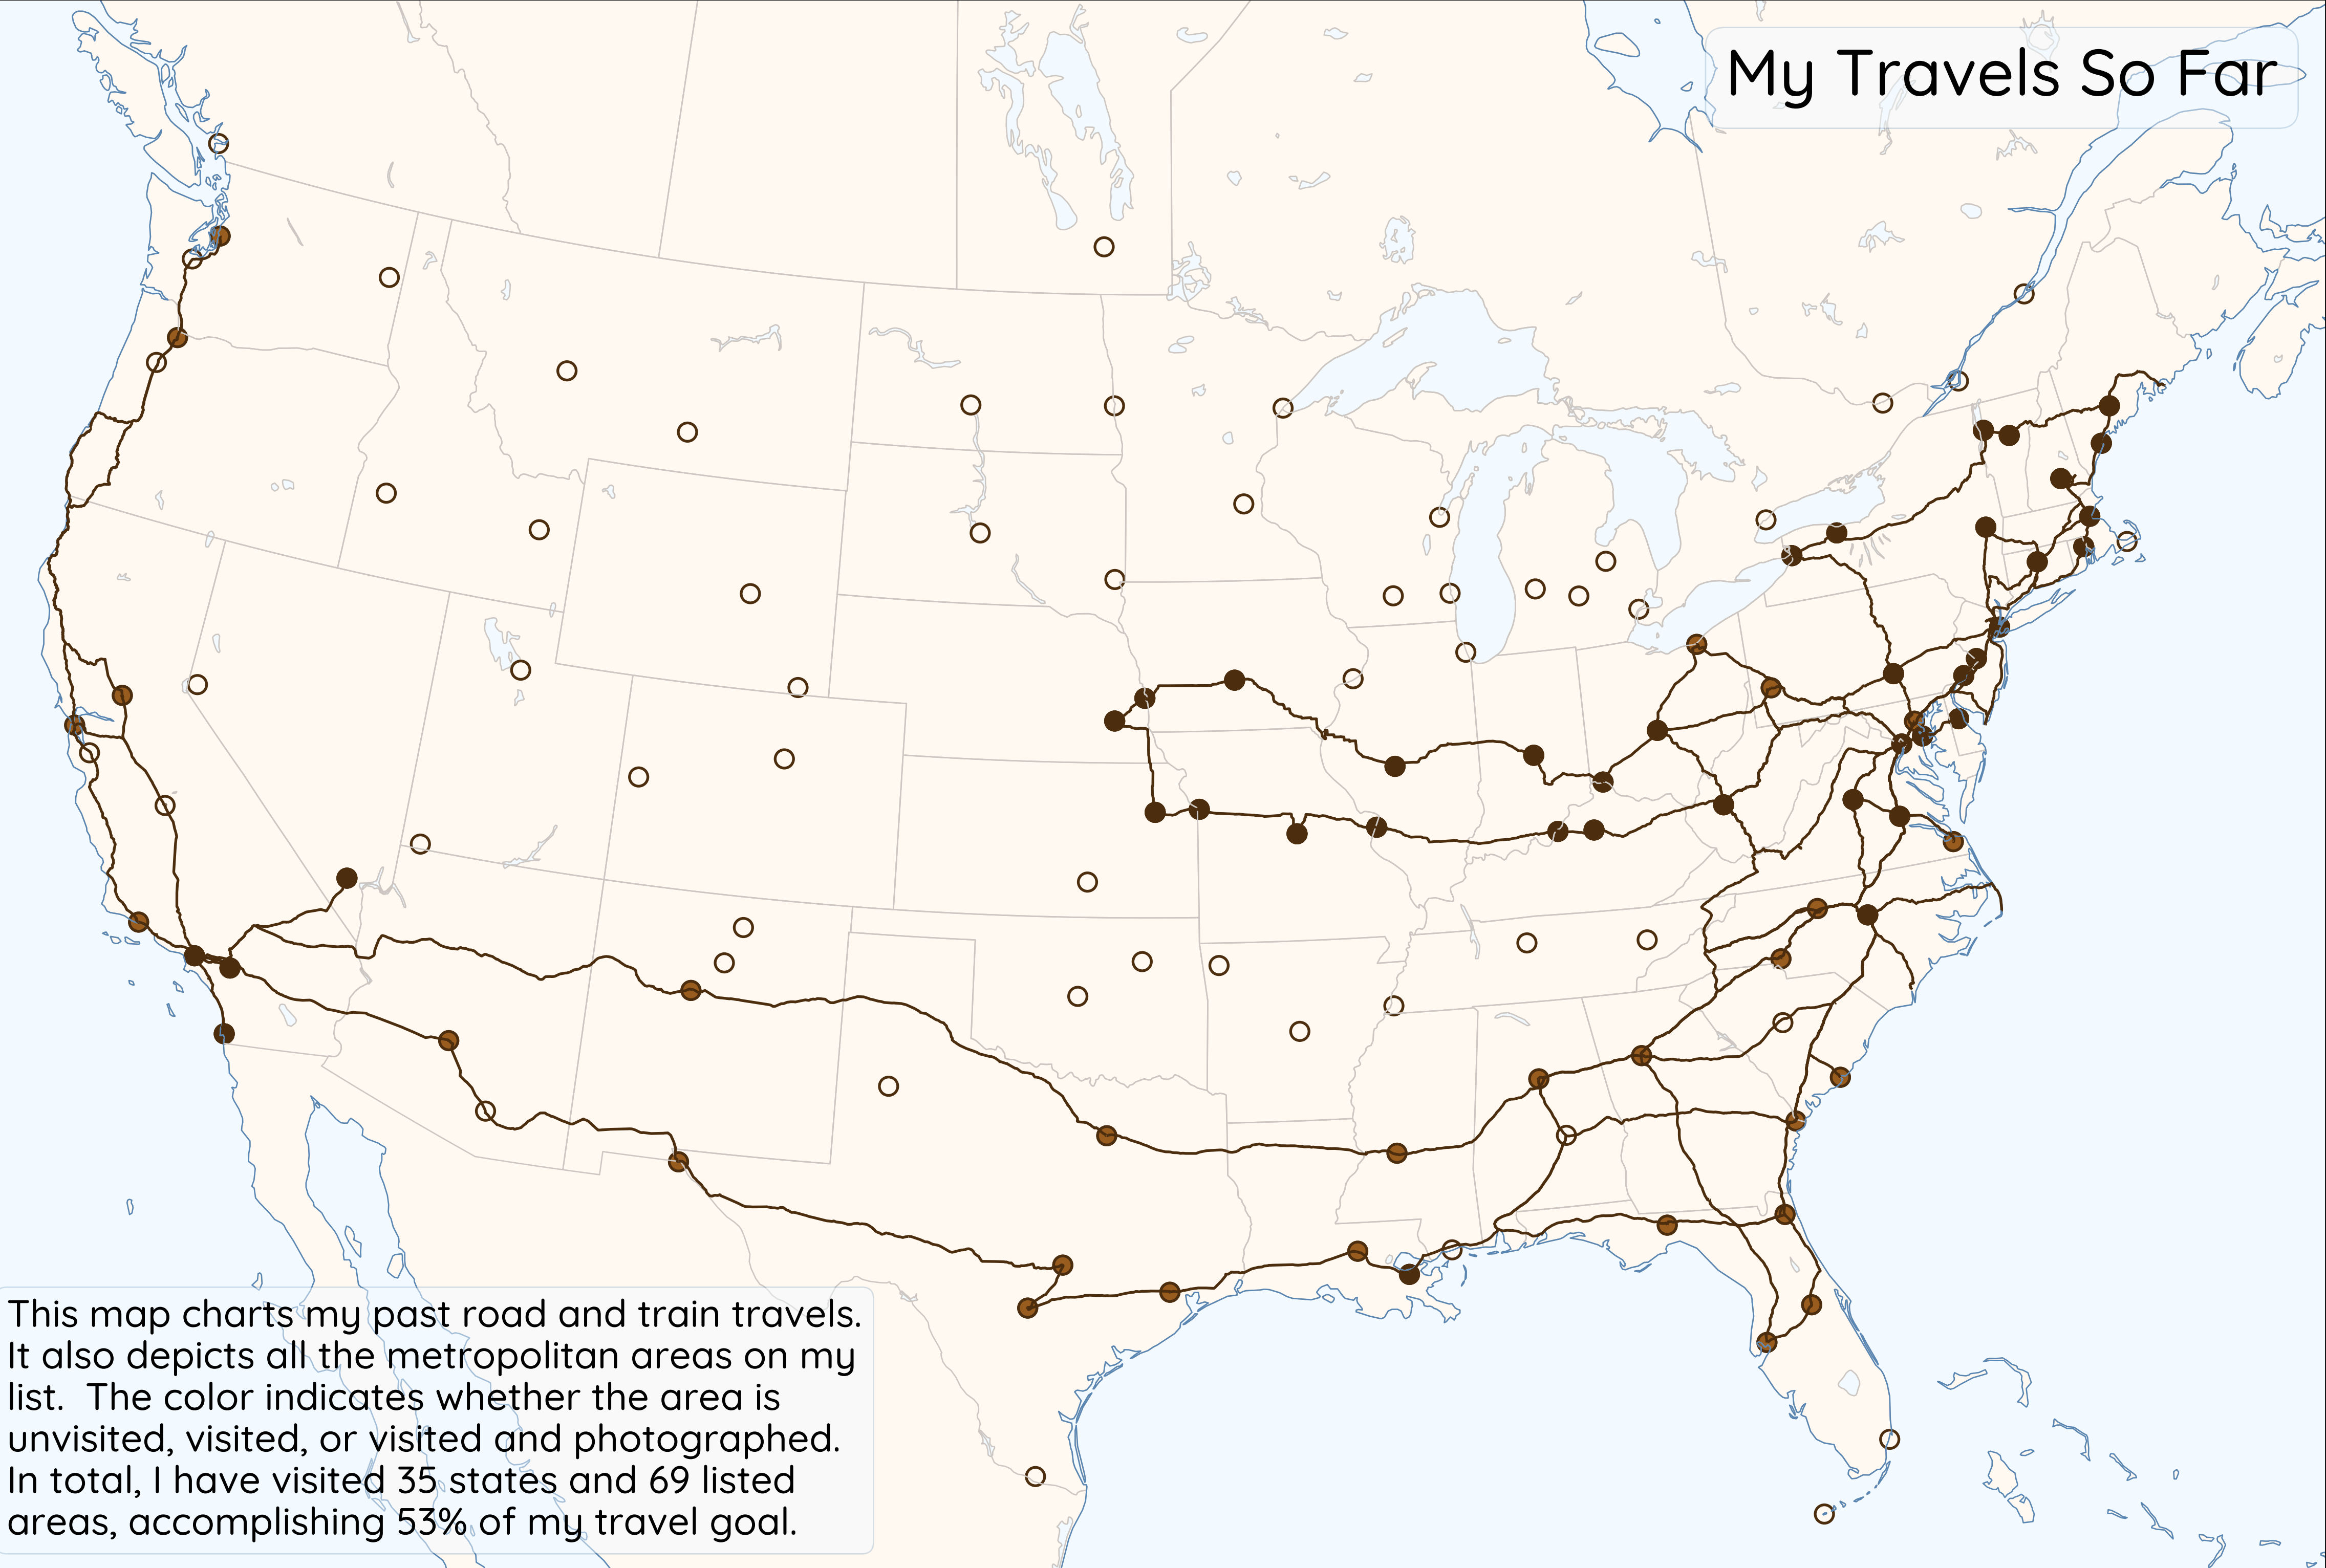 My Travels So Far
This map charts my past road and train travels.
It also depicts all the metropolitan areas on my
list.  The color indicates whether the area is
unvisited, visited, or visited and photographed.
In total, I have visited 35 states and 69 listed
areas, accomplishing 53% of my travel goal.